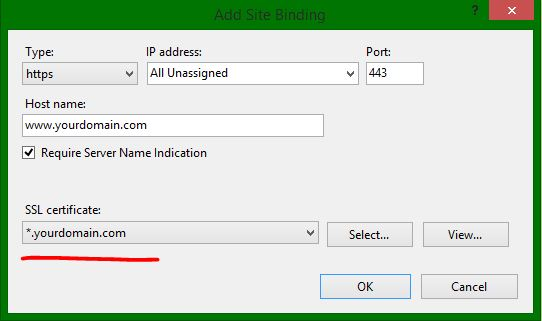 Add Site Binding
? x
Type: IP address: Port:
https All Unassigned 443
Host name:
www.yourdomain.com
Require Server Name Indication
SSL certificate:
*.yourdomain.com Select... View...
OK Cancel